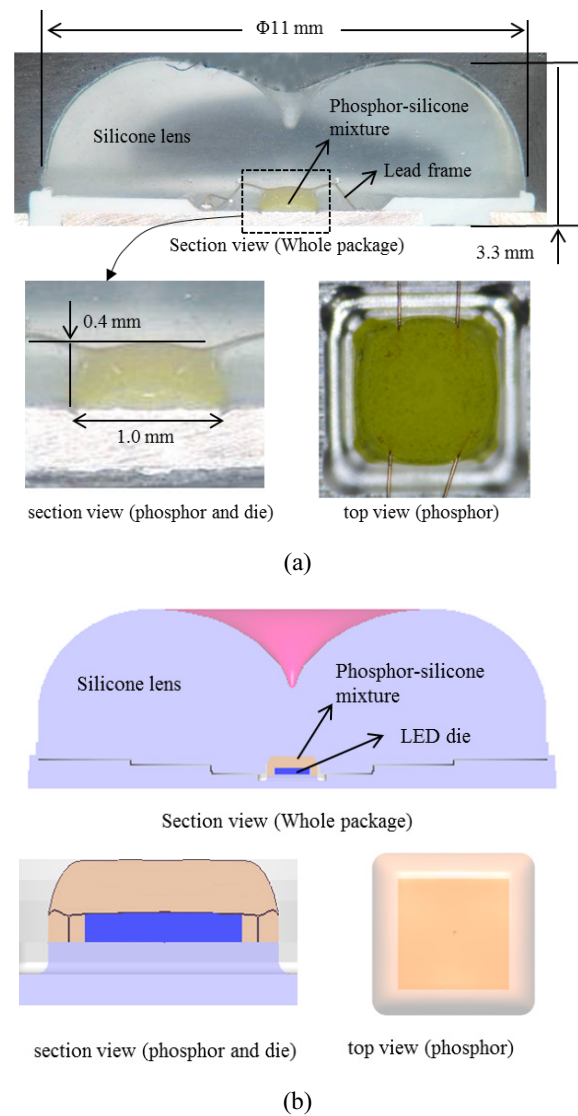 Φ11 mm
Phosphor-silicone
mixture
Silicone lens
Lead frame
Section view (Whole package)
3.3 mm
0.4 mm
1.0 mm
section view (phosphor and die)
top view (phosphor)
(a)
Silicone lens
Phosphor-silicone
mixture
LED die
Section view (Whole package)
section view (phosphor and die)
top view (phosphor)
(b)